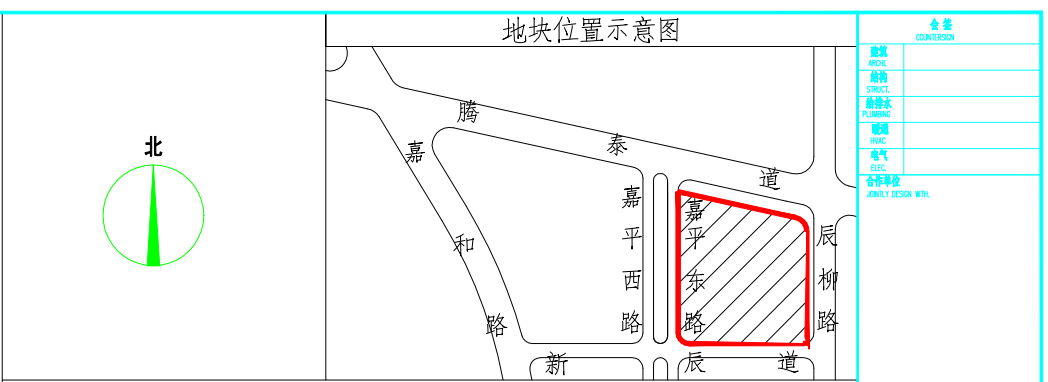 地块位置示意图
北
腾泰道
嘉和路
嘉平西路
嘉平东路
辰柳路
新辰道
会签
COUNTERSIGN
建筑
ARCHI.
结构
STRUCT.
给排水
PLUMBING
暖通
HVAC
电气
ELEC.
合作单位
JOINTLY DESIGN WITH.